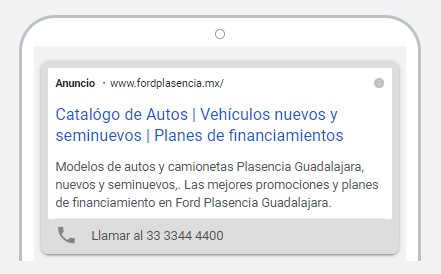 Anuncio · www.fordplasencia.mx/
Catalógo de Autos | Vehículos nuevos y
seminuevos | Planes de financiamientos
Modelos de autos y camionetas Plasencia Guadalajara,
nuevos y seminuevos,. Las mejores promociones y planes
de financiamiento en Ford Plasencia Guadalajara.
Llamar al 33 3344 4400